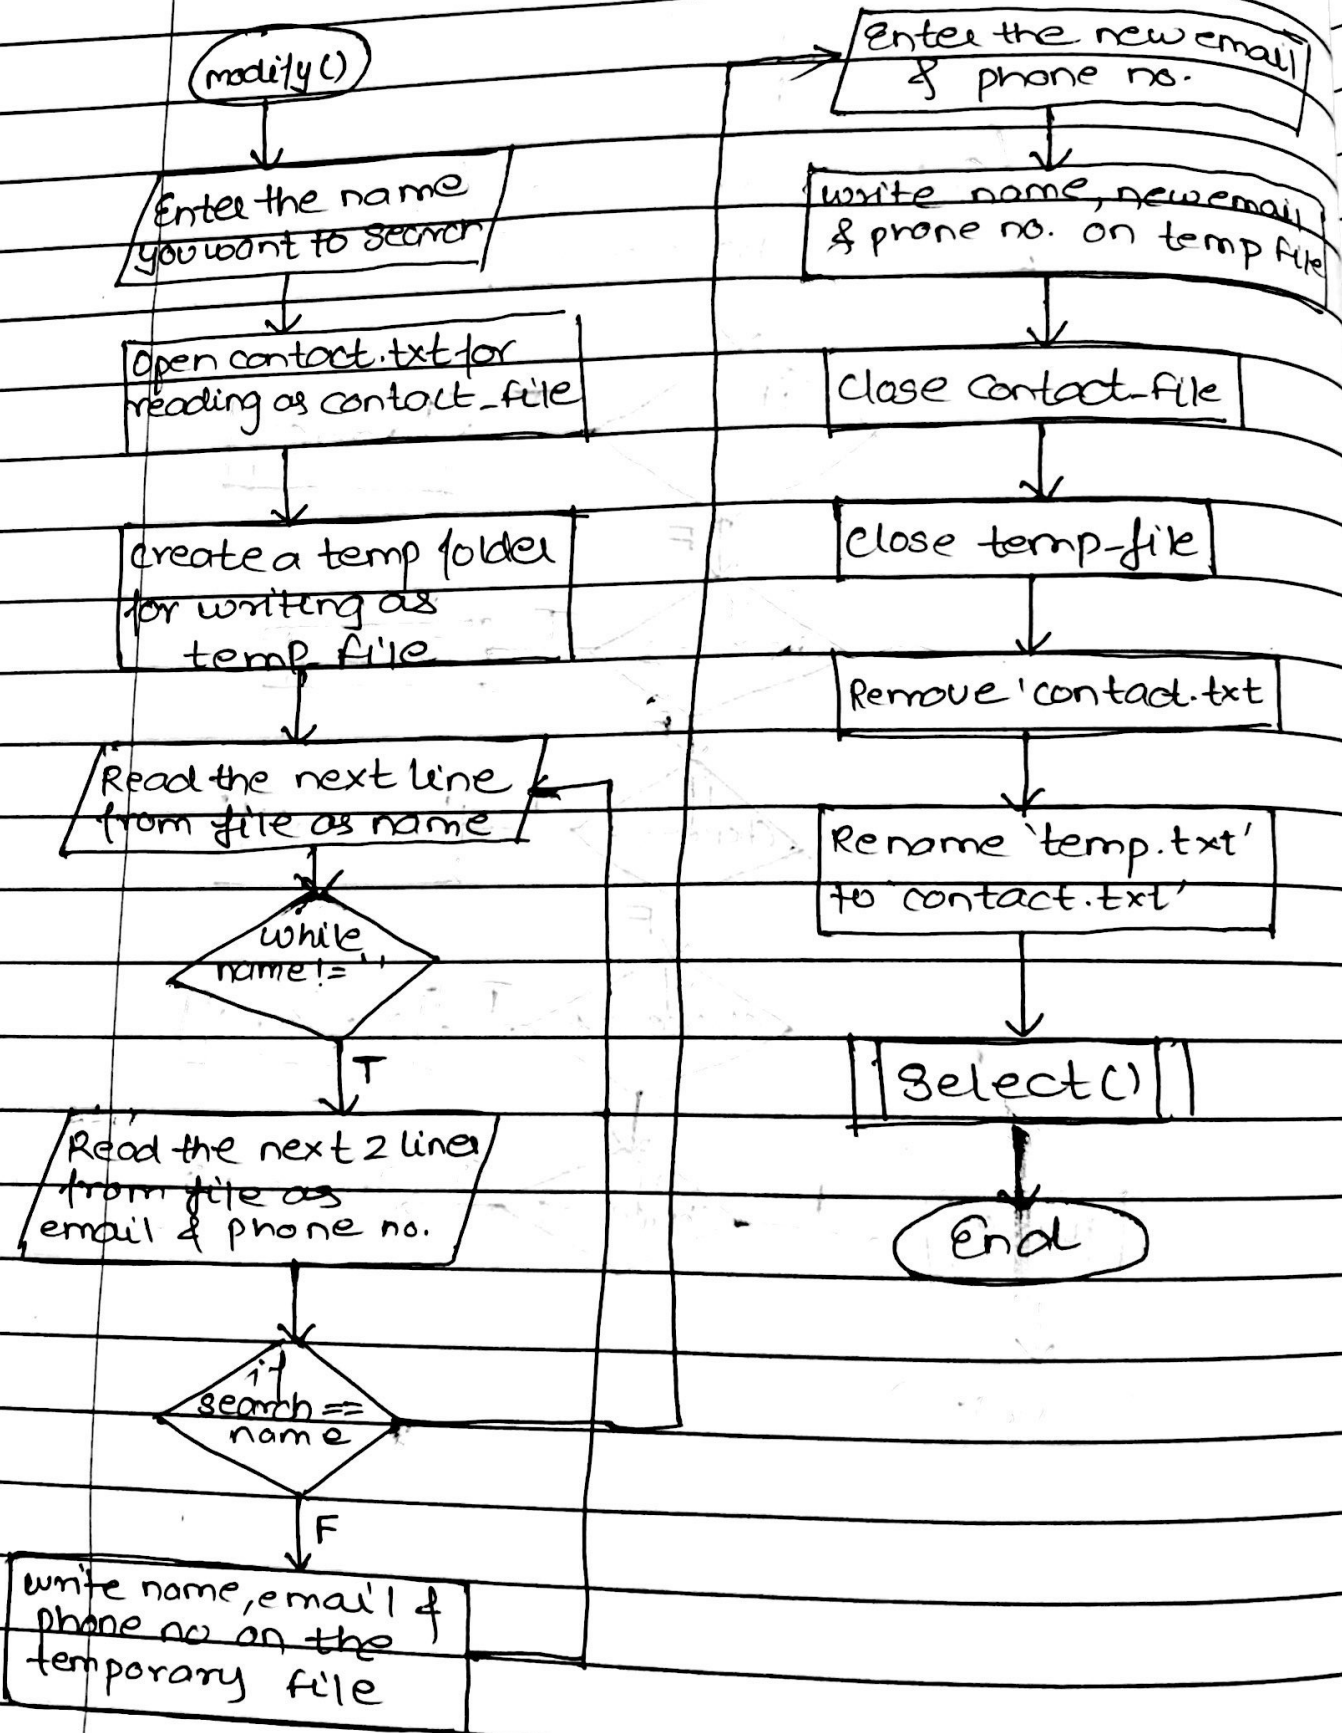 modify()
Enter the name
you want to search
open contact.txt for
reading as contact_file
create a temp folder
for writing as
temp_file
Read the next line
from file as name
while
name!= ''
T
Read the next 2 lines
from file as
email & phone no.
if
search ==
name
F
write name, email &
phone no on the
temporary file
Enter the new email
& phone no.
write name, new email
& phone no. on temp file
Close Contact_file
Close temp_file
Remove 'contact.txt
Rename 'temp.txt'
to 'contact.txt'
Select()
End